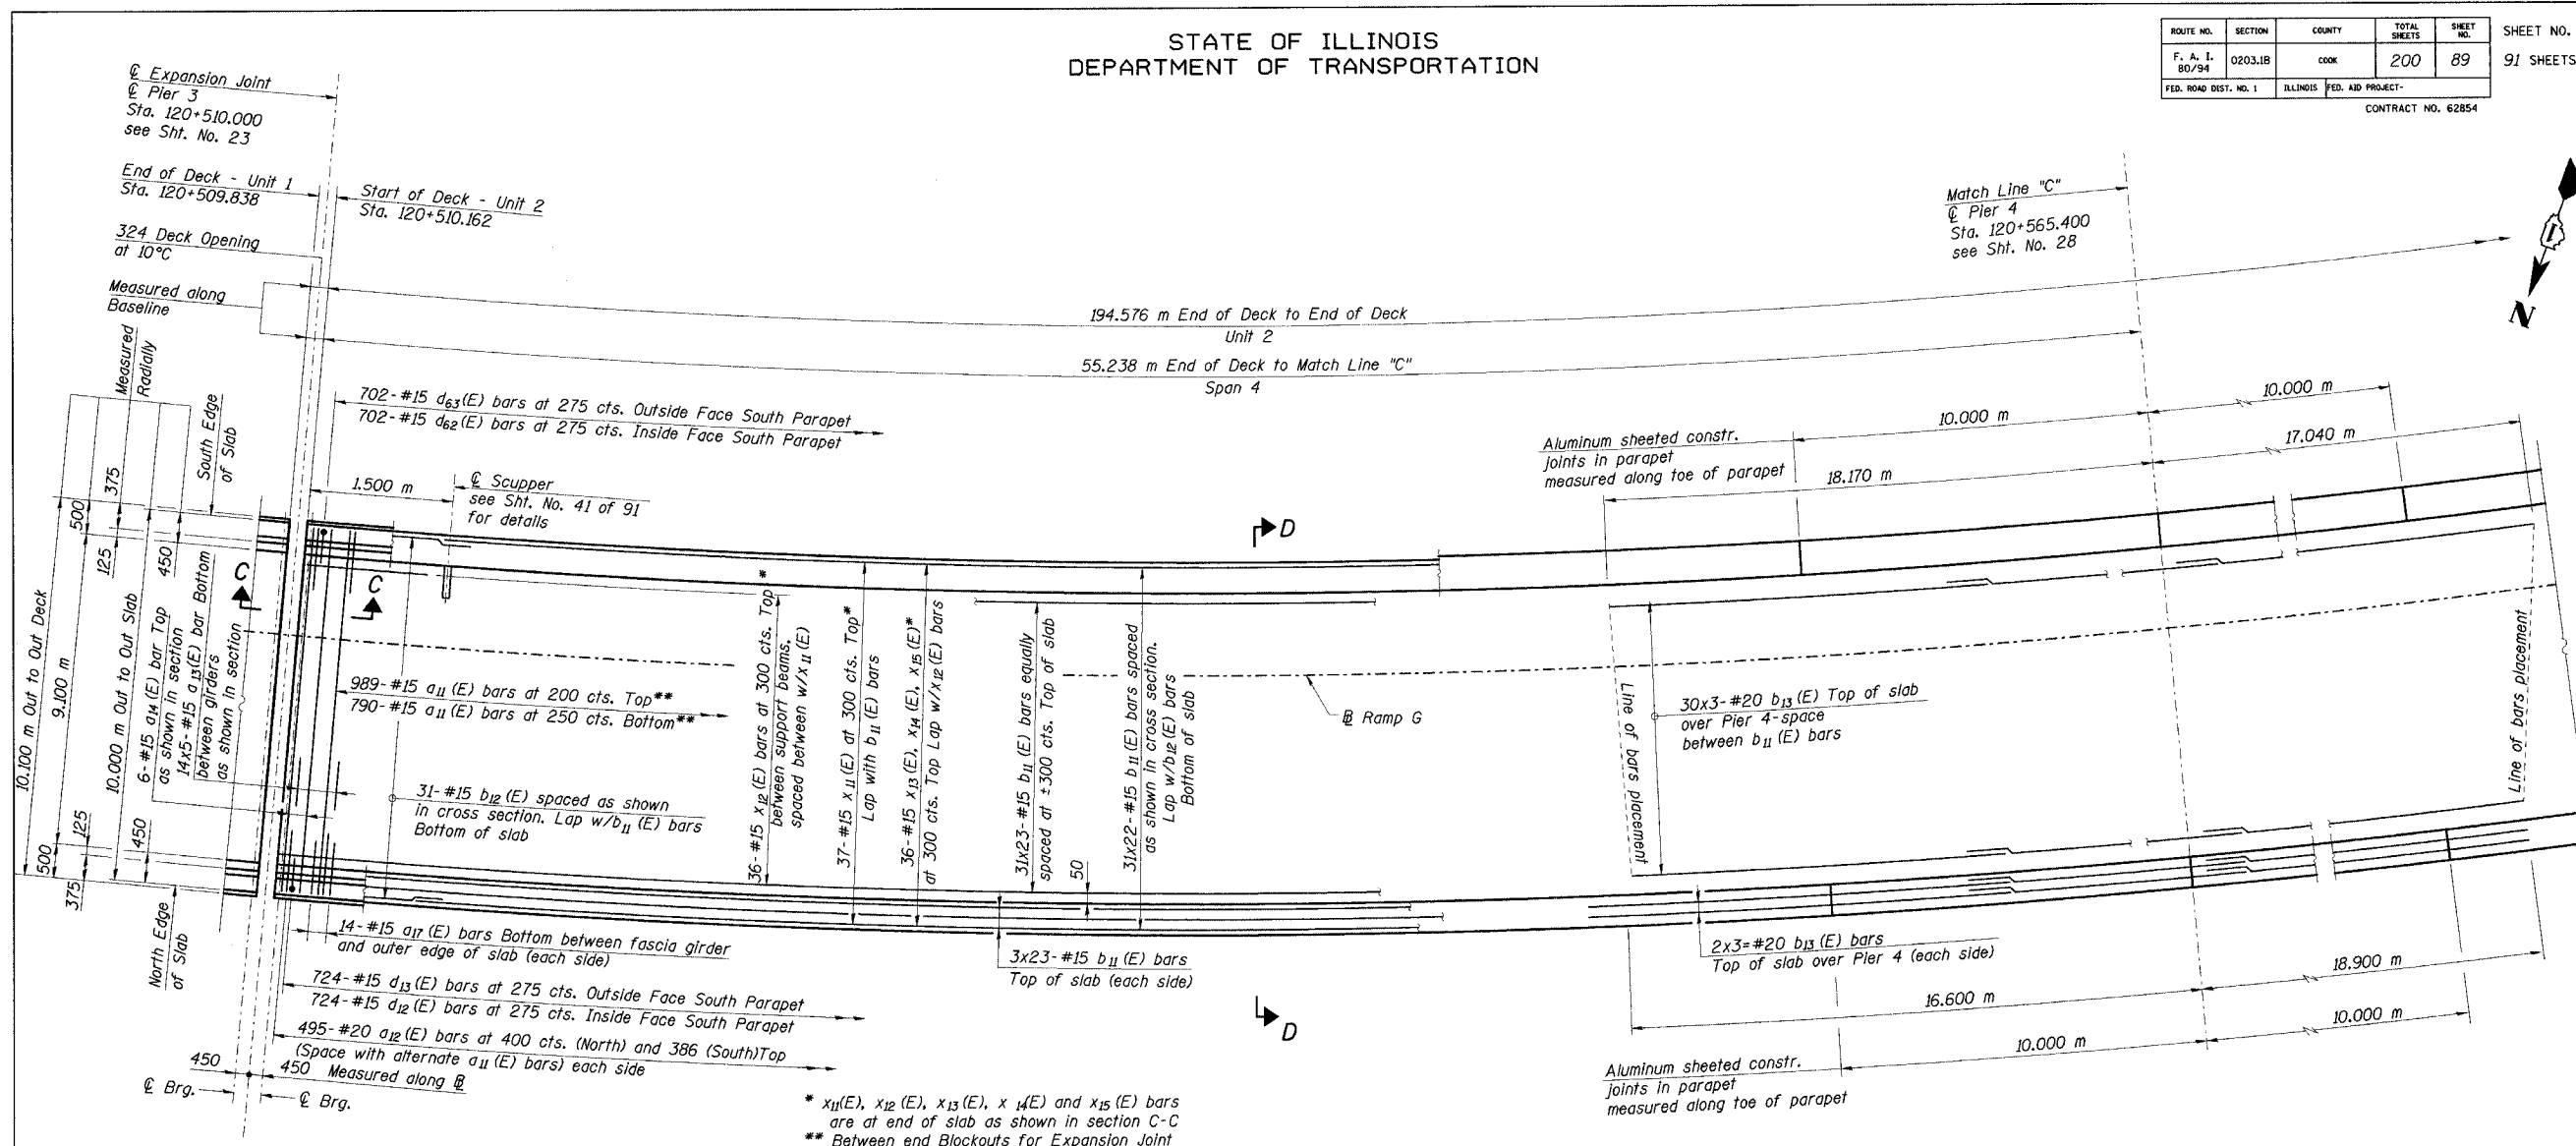 STATE OF ILLINOIS
DEPARTMENT OF TRANSPORTATION
ROUTE NO.
SECTION
COUNTY
TOTAL SHEETS
SHEET NO.
F. A. I. 80/94
0203.1B
COOK
200
89
FED. ROAD DIST. NO. 1
ILLINOIS
FED. AID PROJECT-
SHEET NO.
91 SHEETS
CONTRACT NO. 62854
℄ Expansion Joint
℄ Pier 3
Sta. 120+510.000
see Sht. No. 23
End of Deck - Unit 1
Sta. 120+509.838
Start of Deck - Unit 2
Sta. 120+510.162
324 Deck Opening
at 10°C
Measured along
Baseline
Match Line "C"
℄ Pier 4
Sta. 120+565.400
see Sht. No. 28
N
194.576 m End of Deck to End of Deck
Unit 2
55.238 m End of Deck to Match Line "C"
Span 4
Measured
Radially
South Edge
of Slab
702-#15 d63(E) bars at 275 cts. Outside Face South Parapet
702-#15 d62(E) bars at 275 cts. Inside Face South Parapet
1.500 m
℄ Scupper
see Sht. No. 41 of 91
for details
Aluminum sheeted constr.
joints in parapet
measured along toe of parapet
10.000 m
10.000 m
18.170 m
17.040 m
D
C
C
500
375
125
450
10.100 m Out to Out Deck
9.100 m
10.000 m Out to Out Slab
6-#15 a14(E) bar Top
as shown in section
14x5-#15 a13(E) bar Bottom
between girders
as shown in section
125
450
500
375
North Edge
of Slab
989-#15 a11(E) bars at 200 cts. Top**
790-#15 a11(E) bars at 250 cts. Bottom**
31-#15 b12(E) spaced as shown
in cross section. Lap w/b11(E) bars
Bottom of slab
36-#15 x12(E) bars at 300 cts. Top*
between support beams.
spaced between w/x11(E)
37-#15 x11(E) at 300 cts. Top*
Lap with b11(E) bars
36-#15 x13(E), x14(E), x15(E)*
at 300 cts. Top Lap w/x12(E) bars
31x23-#15 b11(E) bars equally
spaced at ±300 cts. Top of slab
50
31x22-#15 b11(E) bars spaced
as shown in cross section.
Lap w/b12(E) bars
Bottom of slab
℔ Ramp G
Line of bars placement
30x3-#20 b13(E) Top of slab
over Pier 4-space
between b11(E) bars
Line of bars placement
14-#15 a17(E) bars Bottom between fascia girder
and outer edge of slab (each side)
724-#15 d13(E) bars at 275 cts. Outside Face South Parapet
724-#15 d12(E) bars at 275 cts. Inside Face South Parapet
495-#20 a12(E) bars at 400 cts. (North) and 386 (South)Top
(Space with alternate a11(E) bars) each side
450
450 Measured along ℔
℄ Brg.
℄ Brg.
3x23-#15 b11(E) bars
Top of slab (each side)
D
2x3=#20 b13(E) bars
Top of slab over Pier 4 (each side)
16.600 m
18.900 m
10.000 m
10.000 m
Aluminum sheeted constr.
joints in parapet
measured along toe of parapet
* x11(E), x12(E), x13(E), x14(E) and x15(E) bars
are at end of slab as shown in section C-C
** Between end Blockouts for Expansion Joint